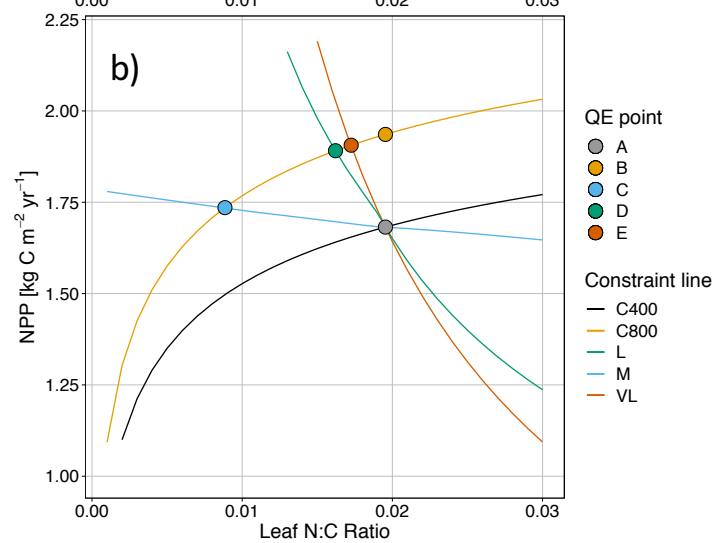 0.00 0.01 0.02 0.03
b)
2.25
2.00
1.75
1.50
1.25
1.00
NPP [kg C m⁻² yr⁻¹]
0.00 0.01 0.02 0.03
Leaf N:C Ratio
QE point
A
B
C
D
E
Constraint line
C400
C800
L
M
VL